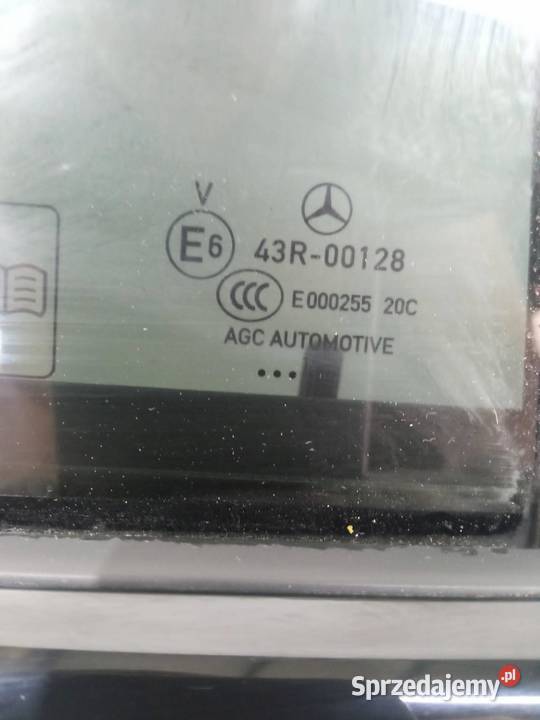 V
E6 43R-00128
CCC E000255 20C
AGC AUTOMOTIVE
Sprzedajemy.pl